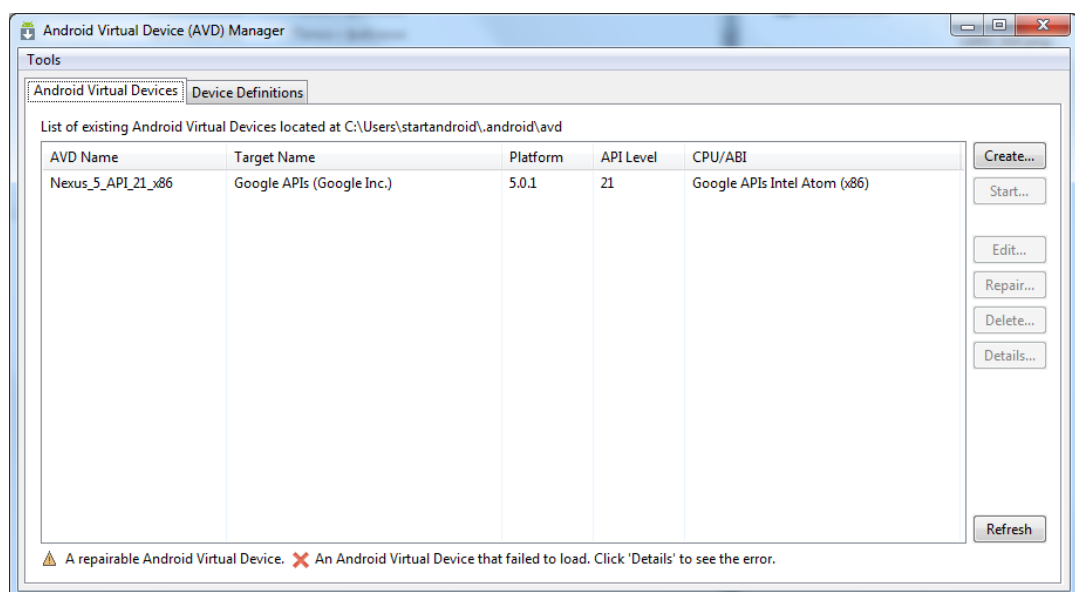 Android Virtual Device (AVD) Manager
Tools
Android Virtual Devices Device Definitions
List of existing Android Virtual Devices located at C:\Users\startandroid\.android\avd
AVD Name Target Name Platform API Level CPU/ABI
Nexus_5_API_21_x86 Google APIs (Google Inc.) 5.0.1 21 Google APIs Intel Atom (x86)
Create...
Start...
Edit...
Repair...
Delete...
Details...
Refresh
A repairable Android Virtual Device. An Android Virtual Device that failed to load. Click 'Details' to see the error.